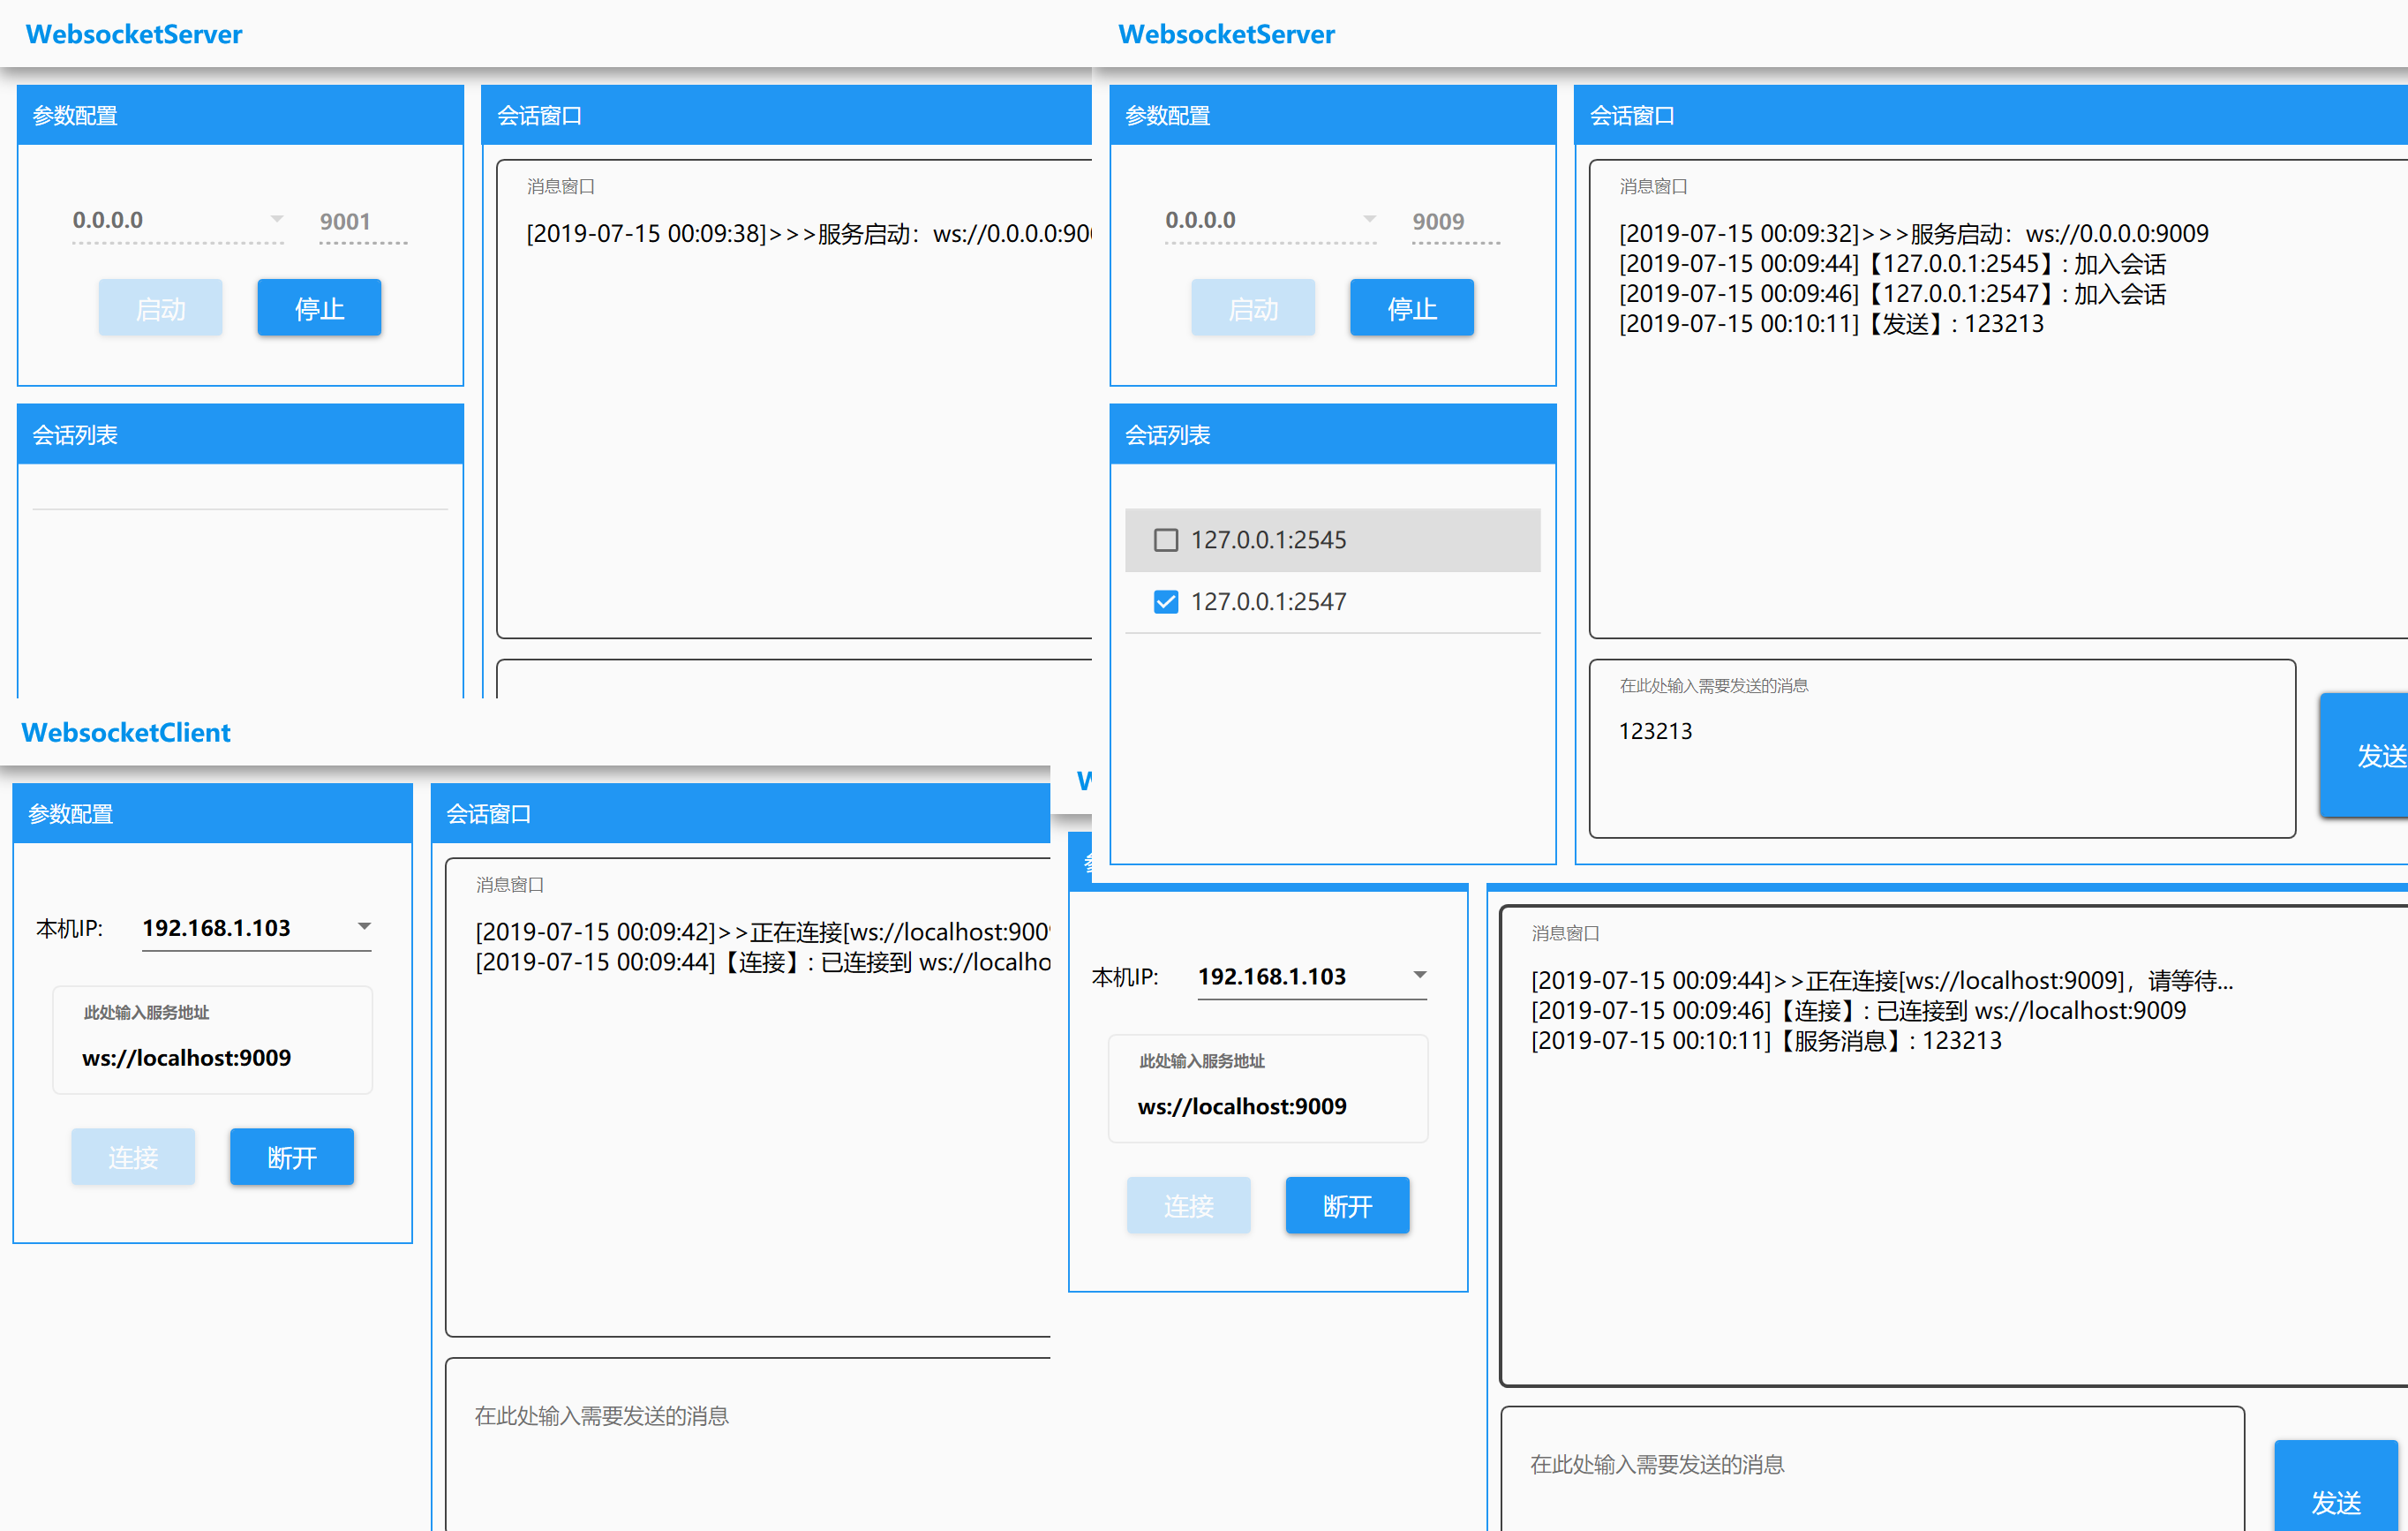 WebsocketServer
参数配置
0.0.0.0
9001
启动
停止
会话列表
会话窗口
消息窗口
[2019-07-15 00:09:38]>>>服务启动：ws://0.0.0.0:900
WebsocketServer
参数配置
0.0.0.0
9009
启动
停止
会话列表
127.0.0.1:2545
127.0.0.1:2547
会话窗口
消息窗口
[2019-07-15 00:09:32]>>>服务启动：ws://0.0.0.0:9009
[2019-07-15 00:09:44]【127.0.0.1:2545】: 加入会话
[2019-07-15 00:09:46]【127.0.0.1:2547】: 加入会话
[2019-07-15 00:10:11]【发送】: 123213
在此处输入需要发送的消息
123213
发送
WebsocketClient
参数配置
本机IP:
192.168.1.103
此处输入服务地址
ws://localhost:9009
连接
断开
会话窗口
消息窗口
[2019-07-15 00:09:42]>>正在连接[ws://localhost:900
[2019-07-15 00:09:44]【连接】: 已连接到 ws://localho
在此处输入需要发送的消息
本机IP:
192.168.1.103
此处输入服务地址
ws://localhost:9009
连接
断开
消息窗口
[2019-07-15 00:09:44]>>正在连接[ws://localhost:9009]，请等待...
[2019-07-15 00:09:46]【连接】: 已连接到 ws://localhost:9009
[2019-07-15 00:10:11]【服务消息】: 123213
在此处输入需要发送的消息
发送